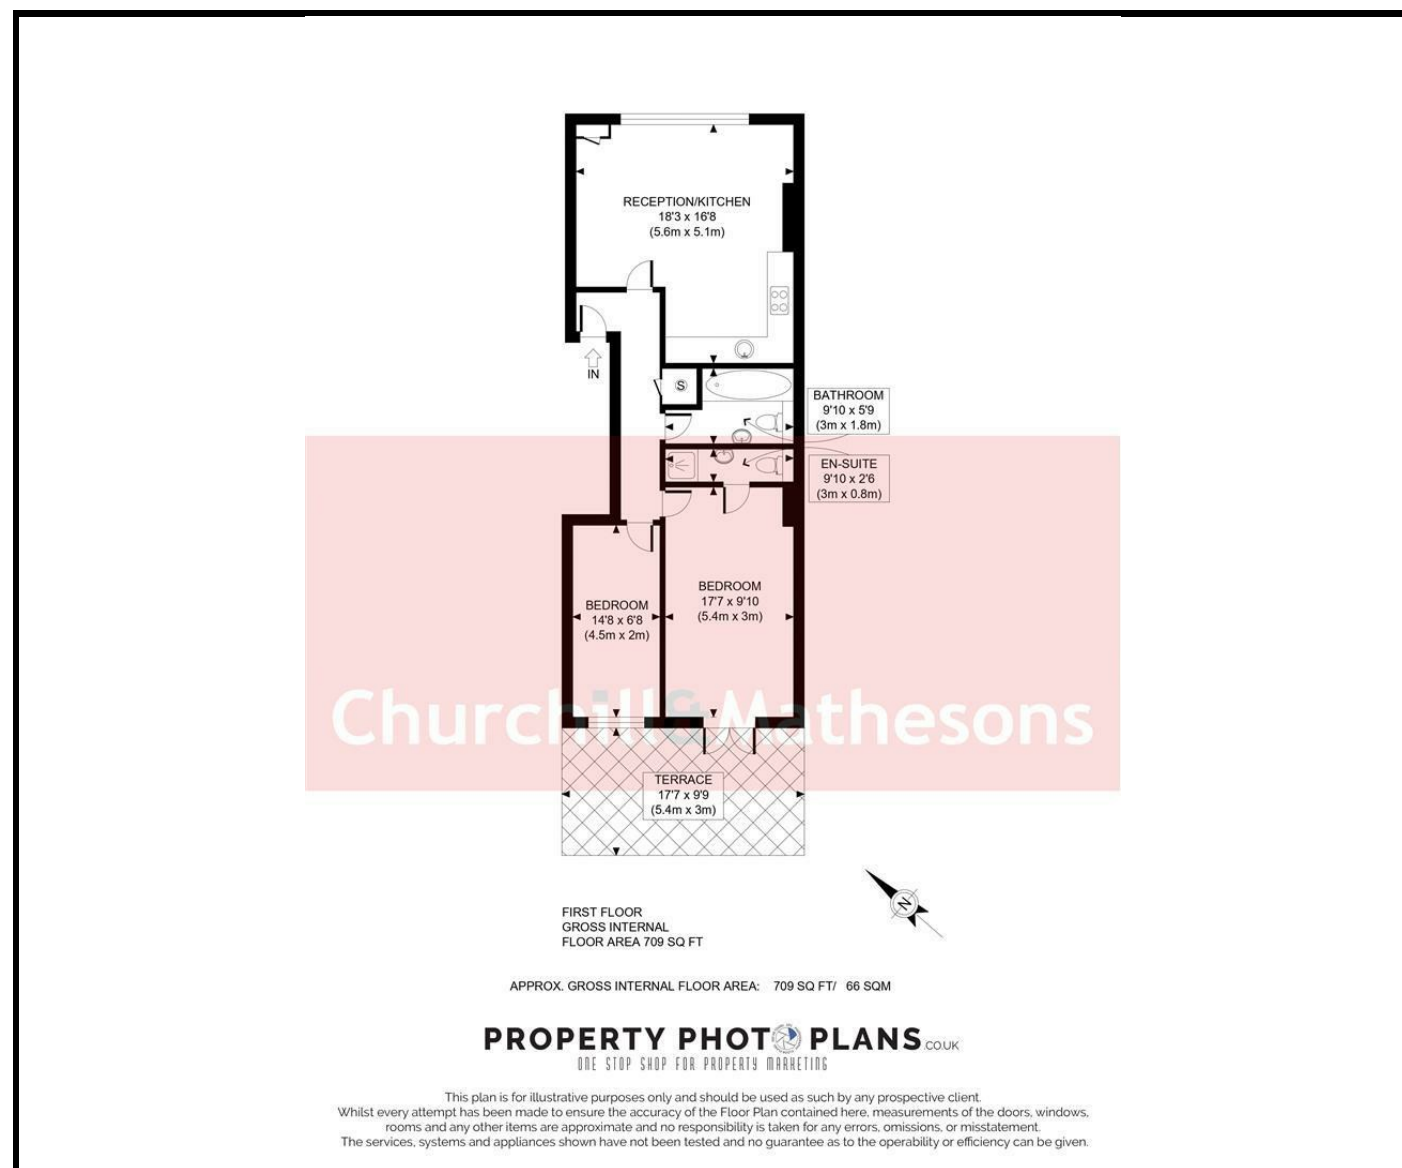 RECEPTION/KITCHEN
18'3 x 16'8
(5.6m x 5.1m)
IN
S
BATHROOM
9'10 x 5'9
(3m x 1.8m)
EN-SUITE
9'10 x 2'6
(3m x 0.8m)
BEDROOM
17'7 x 9'10
(5.4m x 3m)
BEDROOM
14'8 x 6'8
(4.5m x 2m)
Churchill&Mathesons
TERRACE
17'7 x 9'9
(5.4m x 3m)
N
FIRST FLOOR
GROSS INTERNAL
FLOOR AREA 709 SQ FT
APPROX. GROSS INTERNAL FLOOR AREA: 709 SQ FT/ 66 SQM
PROPERTY PHOTO PLANS.CO.UK
ONE STOP SHOP FOR PROPERTY MARKETING
This plan is for illustrative purposes only and should be used as such by any prospective client.
Whilst every attempt has been made to ensure the accuracy of the Floor Plan contained here, measurements of the doors, windows,
rooms and any other items are approximate and no responsibility is taken for any errors, omissions, or misstatement.
The services, systems and appliances shown have not been tested and no guarantee as to the operability or efficiency can be given.